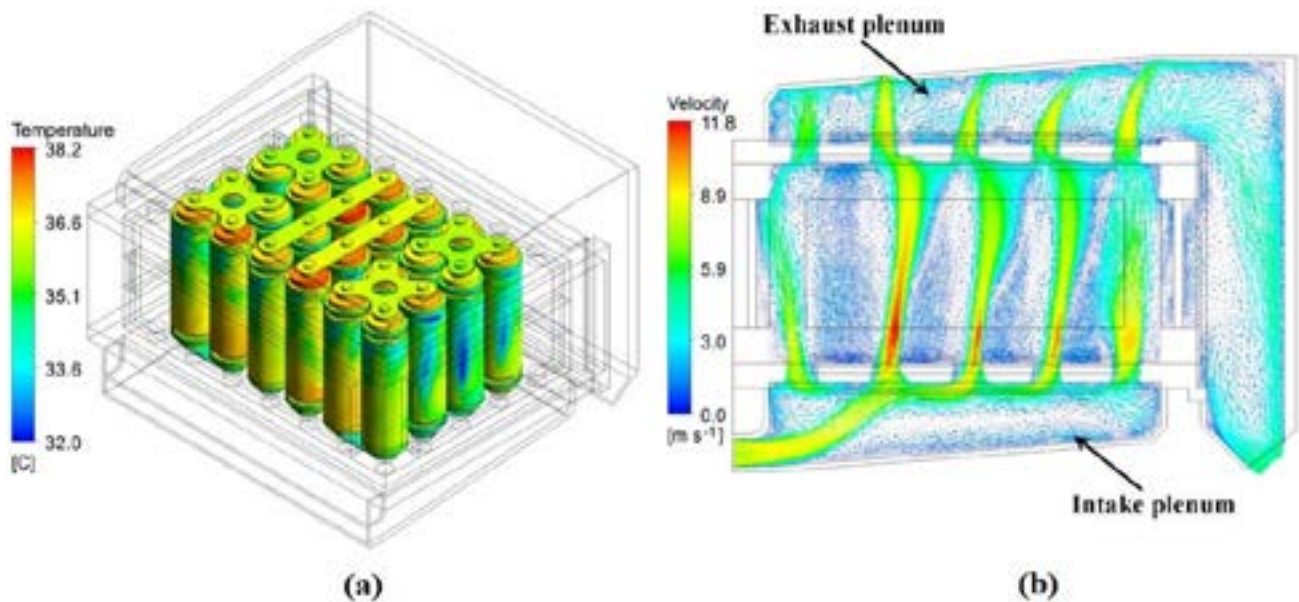 Exhaust plenum
Temperature
38.2
36.6
35.1
33.6
32.0
[C]
Velocity
11.8
8.9
5.9
3.0
0.0
[m s-1]
Intake plenum
(a)
(b)